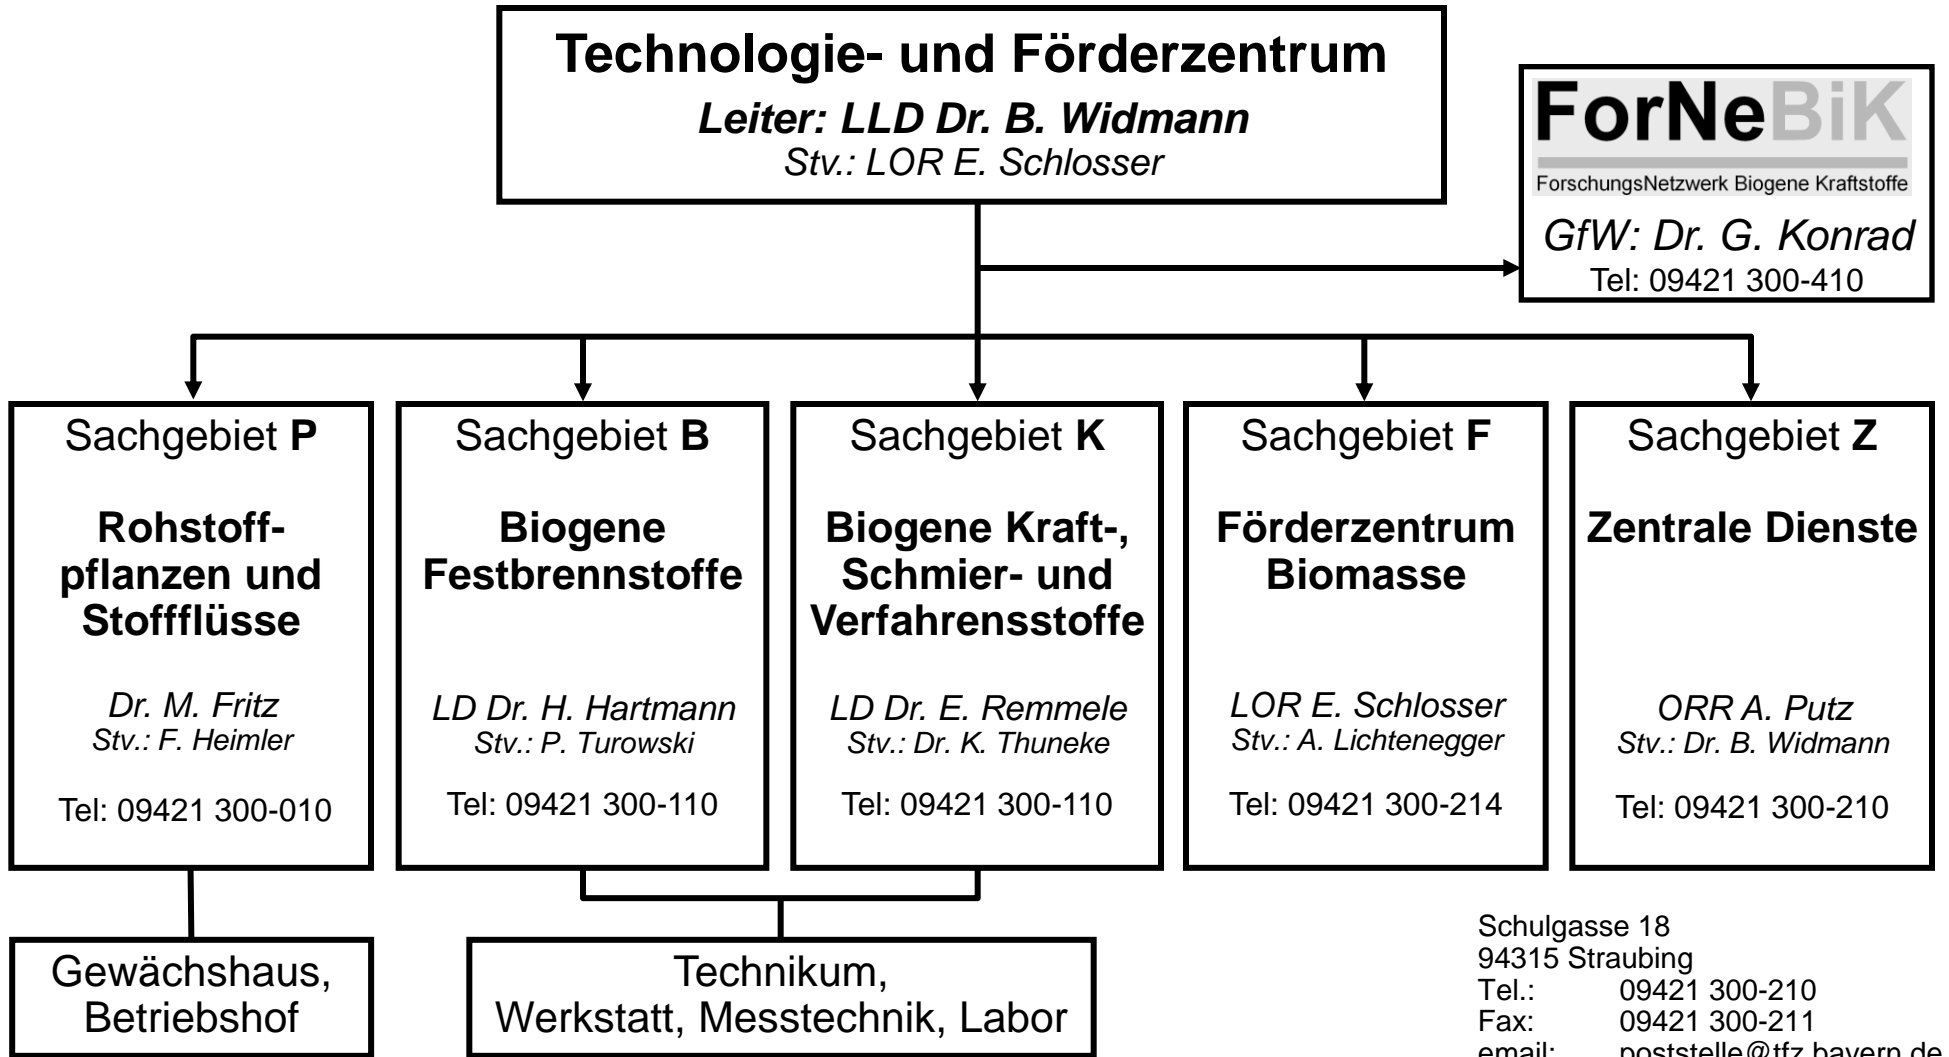 Technologie- und Förderzentrum
Leiter: LLD Dr. B. Widmann
Stv.: LOR E. Schlosser
ForNeBiK
ForschungsNetzwerk Biogene Kraftstoffe
GfW: Dr. G. Konrad
Tel: 09421 300-410
Sachgebiet P
Rohstoff-
pflanzen und
Stoffflüsse
Dr. M. Fritz
Stv.: F. Heimler
Tel: 09421 300-010
Sachgebiet B
Biogene
Festbrennstoffe
LD Dr. H. Hartmann
Stv.: P. Turowski
Tel: 09421 300-110
Sachgebiet K
Biogene Kraft-,
Schmier- und
Verfahrensstoffe
LD Dr. E. Remmele
Stv.: Dr. K. Thuneke
Tel: 09421 300-110
Sachgebiet F
Förderzentrum
Biomasse
LOR E. Schlosser
Stv.: A. Lichtenegger
Tel: 09421 300-214
Sachgebiet Z
Zentrale Dienste
ORR A. Putz
Stv.: Dr. B. Widmann
Tel: 09421 300-210
Gewächshaus,
Betriebshof
Technikum,
Werkstatt, Messtechnik, Labor
Schulgasse 18
94315 Straubing
Tel.: 09421 300-210
Fax: 09421 300-211
email: poststelle@tfz.bayern.de